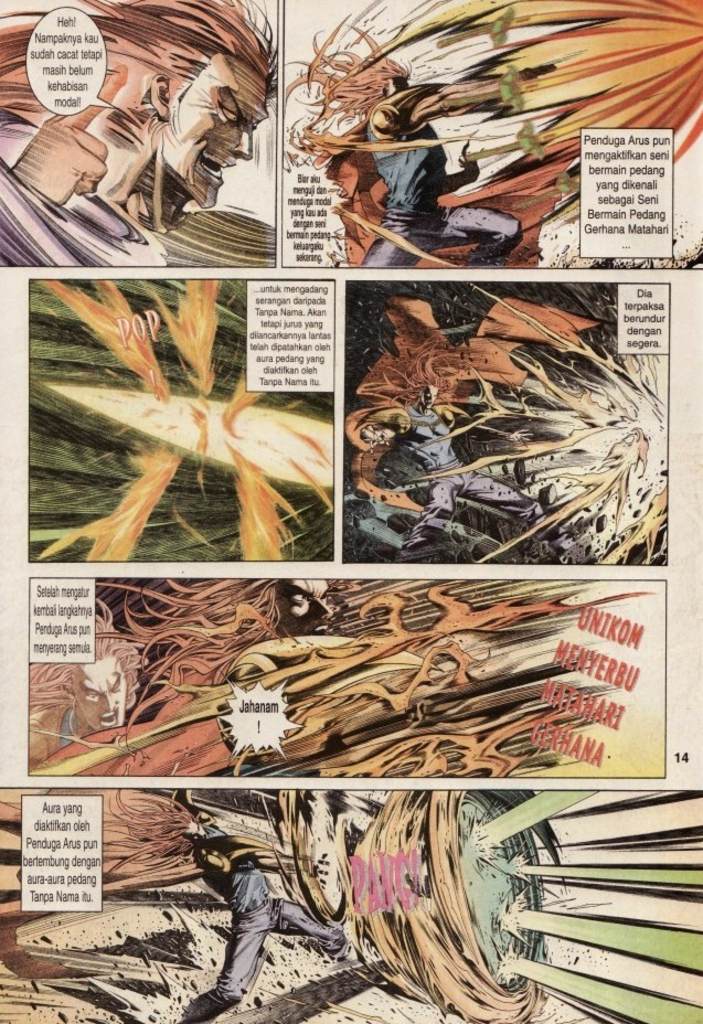 Heh!
Nampaknya kau
sudah cacat tetapi
masih belum
kehabisan
modal!
Biar aku
menguji dan
menduga modal
yang kau ada
dengan seni
bermain pedang
keluargaku
sekarang.
Penduga Arus pun
mengaktifkan seni
bermain pedang
yang dikenali
sebagai Seni
Bermain Pedang
Gerhana Matahari
...
POP
!
...untuk mengadang
serangan daripada
Tanpa Nama. Akan
tetapi jurus yang
dilancarkannya lantas
telah dipatahkan oleh
aura pedang yang
diaktifkan oleh
Tanpa Nama itu.
Dia
terpaksa
berundur
dengan
segera.
Setelah mengatur
kembali langkahnya
Penduga Arus pun
menyerang semula.
Jahanam
!
UNIKOM
MENYERBU
MATAHARI
GERHANA
14
Aura yang
diaktifkan oleh
Penduga Arus pun
bertembung dengan
aura-aura pedang
Tanpa Nama itu.
PANG!